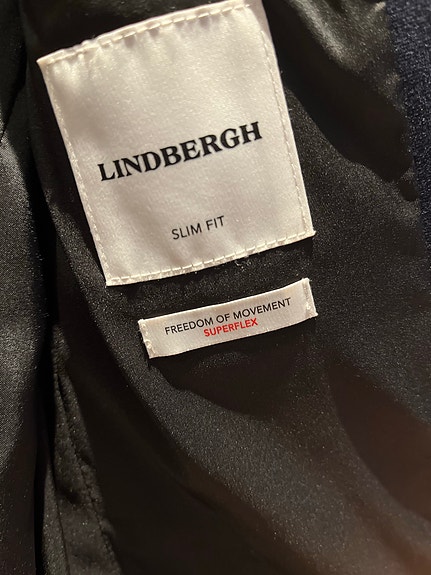 LINDBERGH
SLIM FIT
FREEDOM OF MOVEMENT
SUPERFLEX